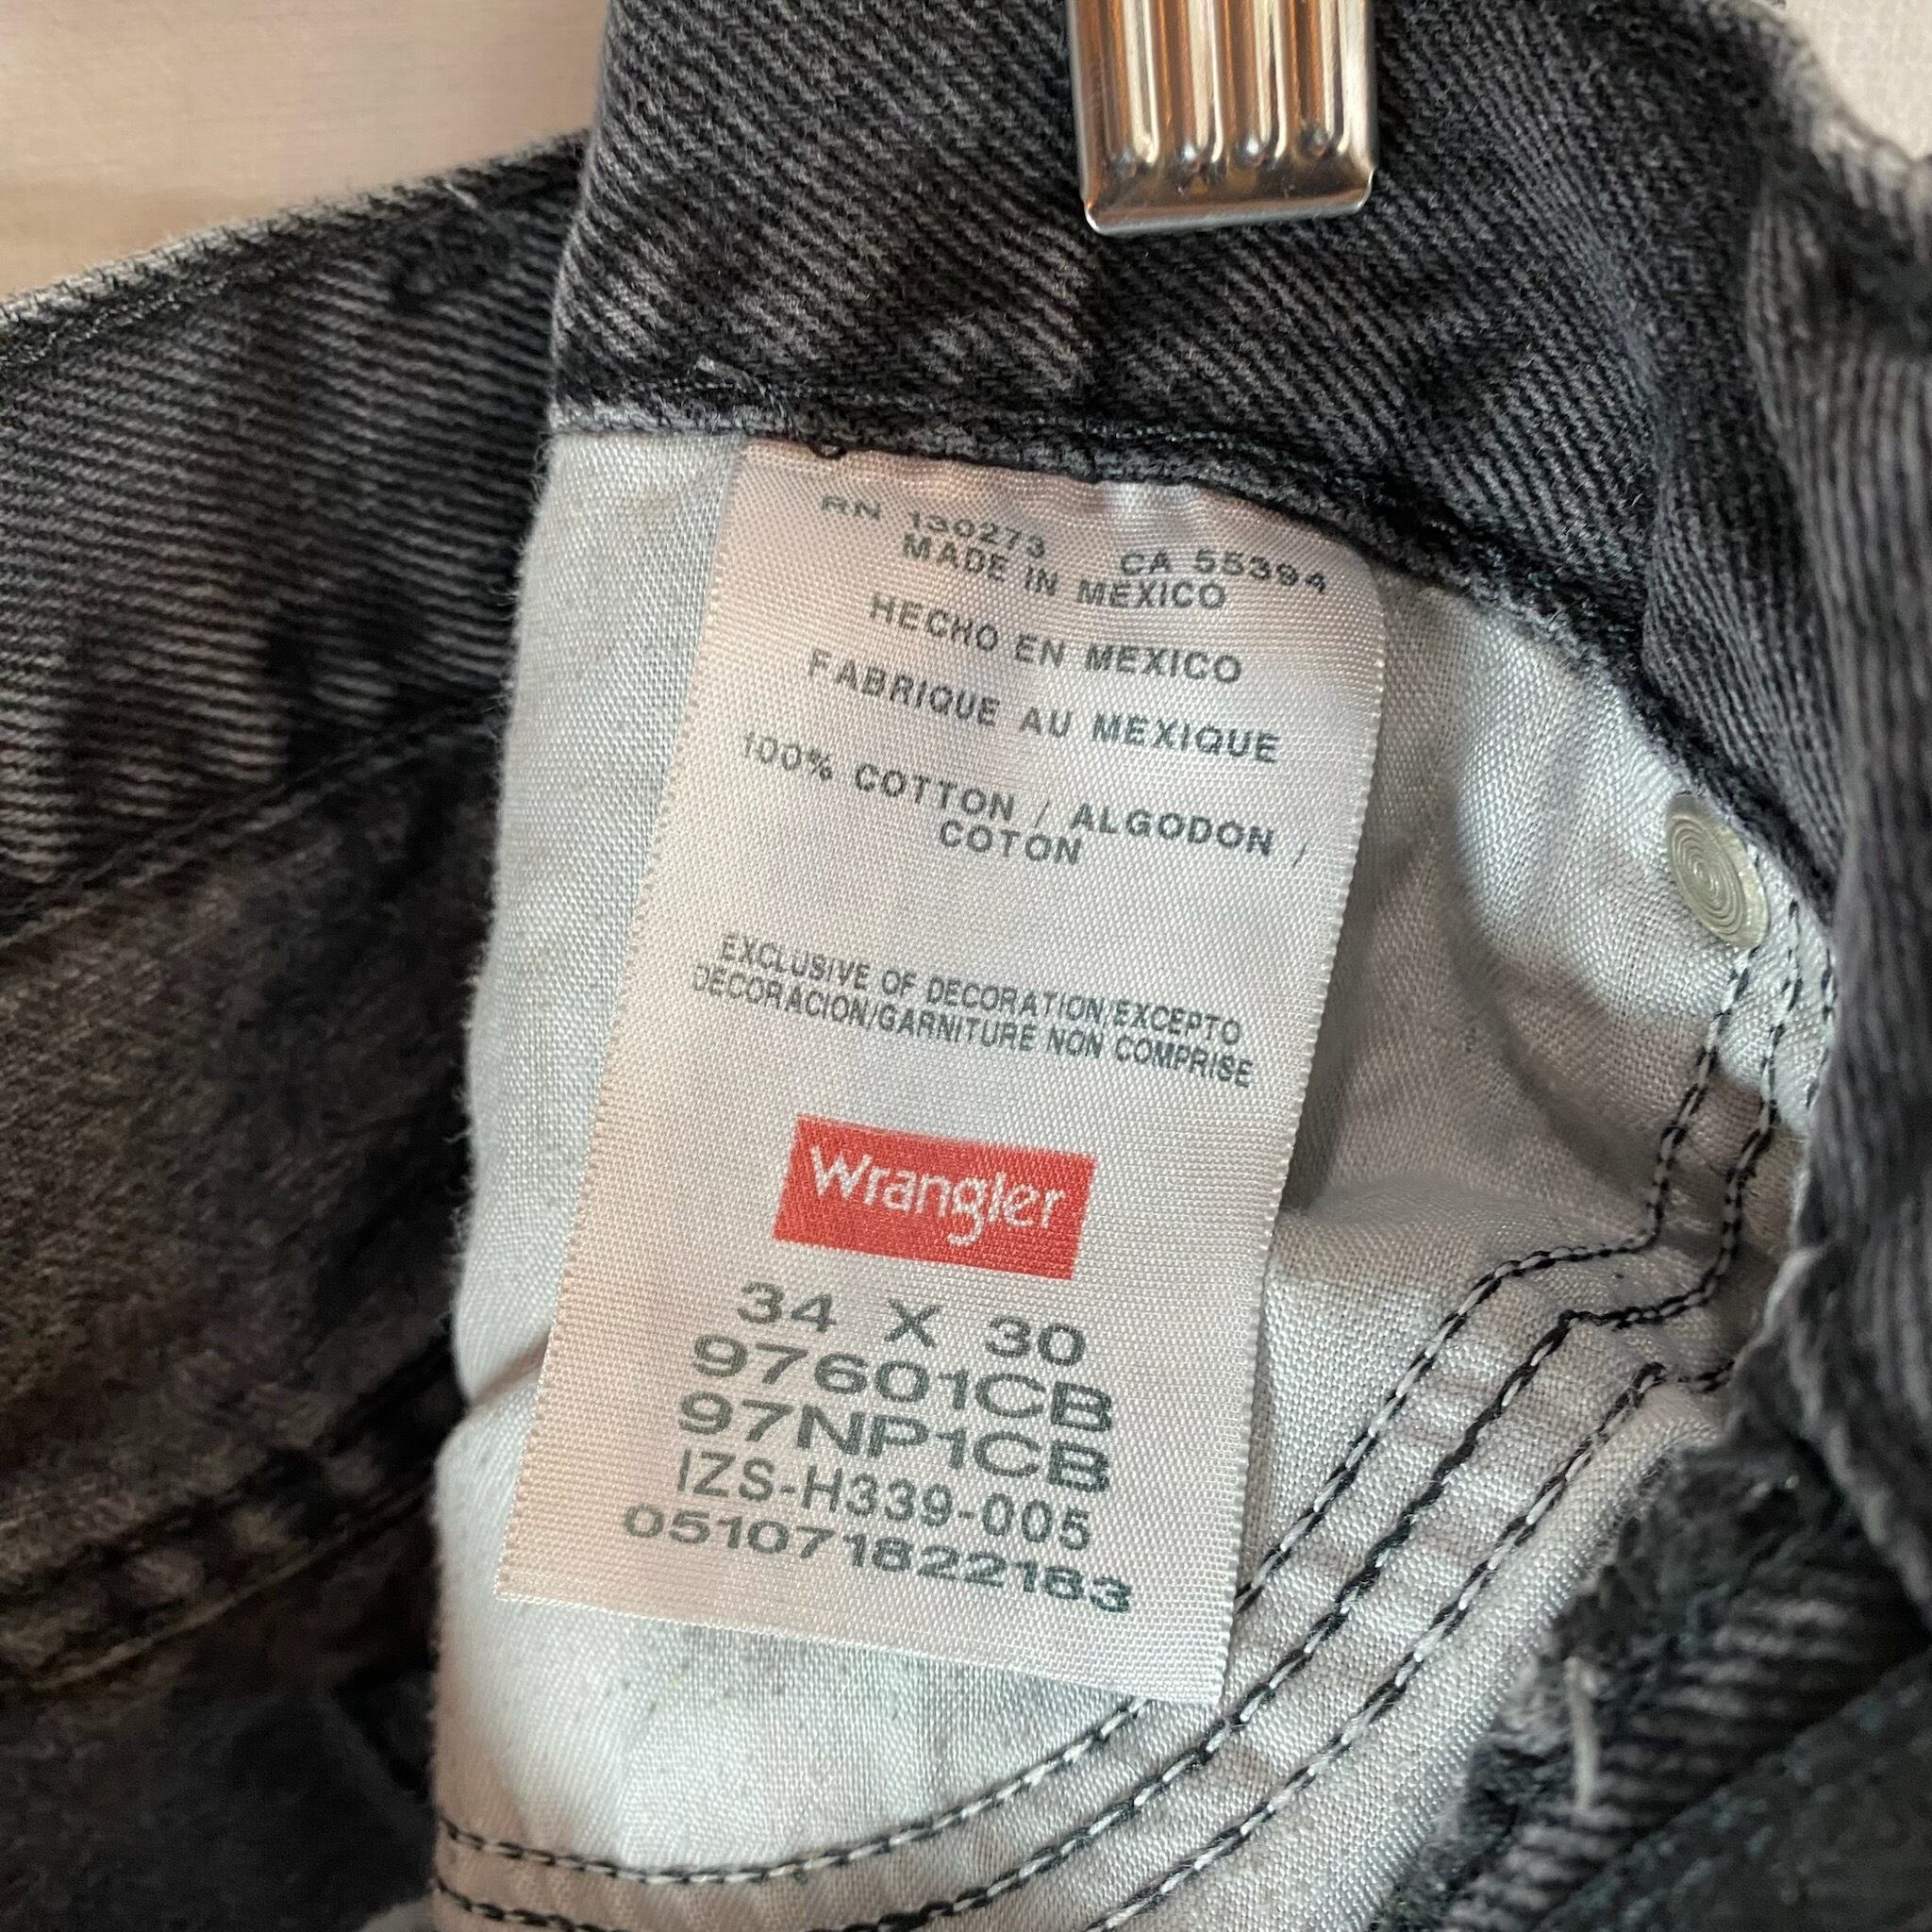 RN 130273 CA 55394
MADE IN MEXICO
HECHO EN MEXICO
FABRIQUE AU MEXIQUE
100% COTTON / ALGODON /
COTON
EXCLUSIVE OF DECORATION/EXCEPTO
DECORACION/GARNITURE NON COMPRISE
Wrangler
34 X 30
97601CB
97NP1CB
IZS-H339-005
051071822183